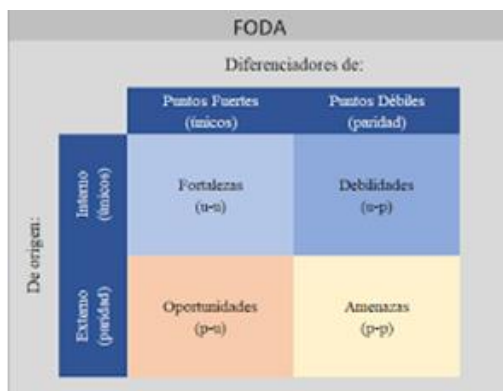 FODA
Diferenciadores de:
Puntos Fuertes
(únicos)
Puntos Débiles
(paridad)
De origen:
Interno
(únicos)
Fortalezas
(u-u)
Debilidades
(u-p)
Externo
(paridad)
Oportunidades
(p-u)
Amenazas
(p-p)